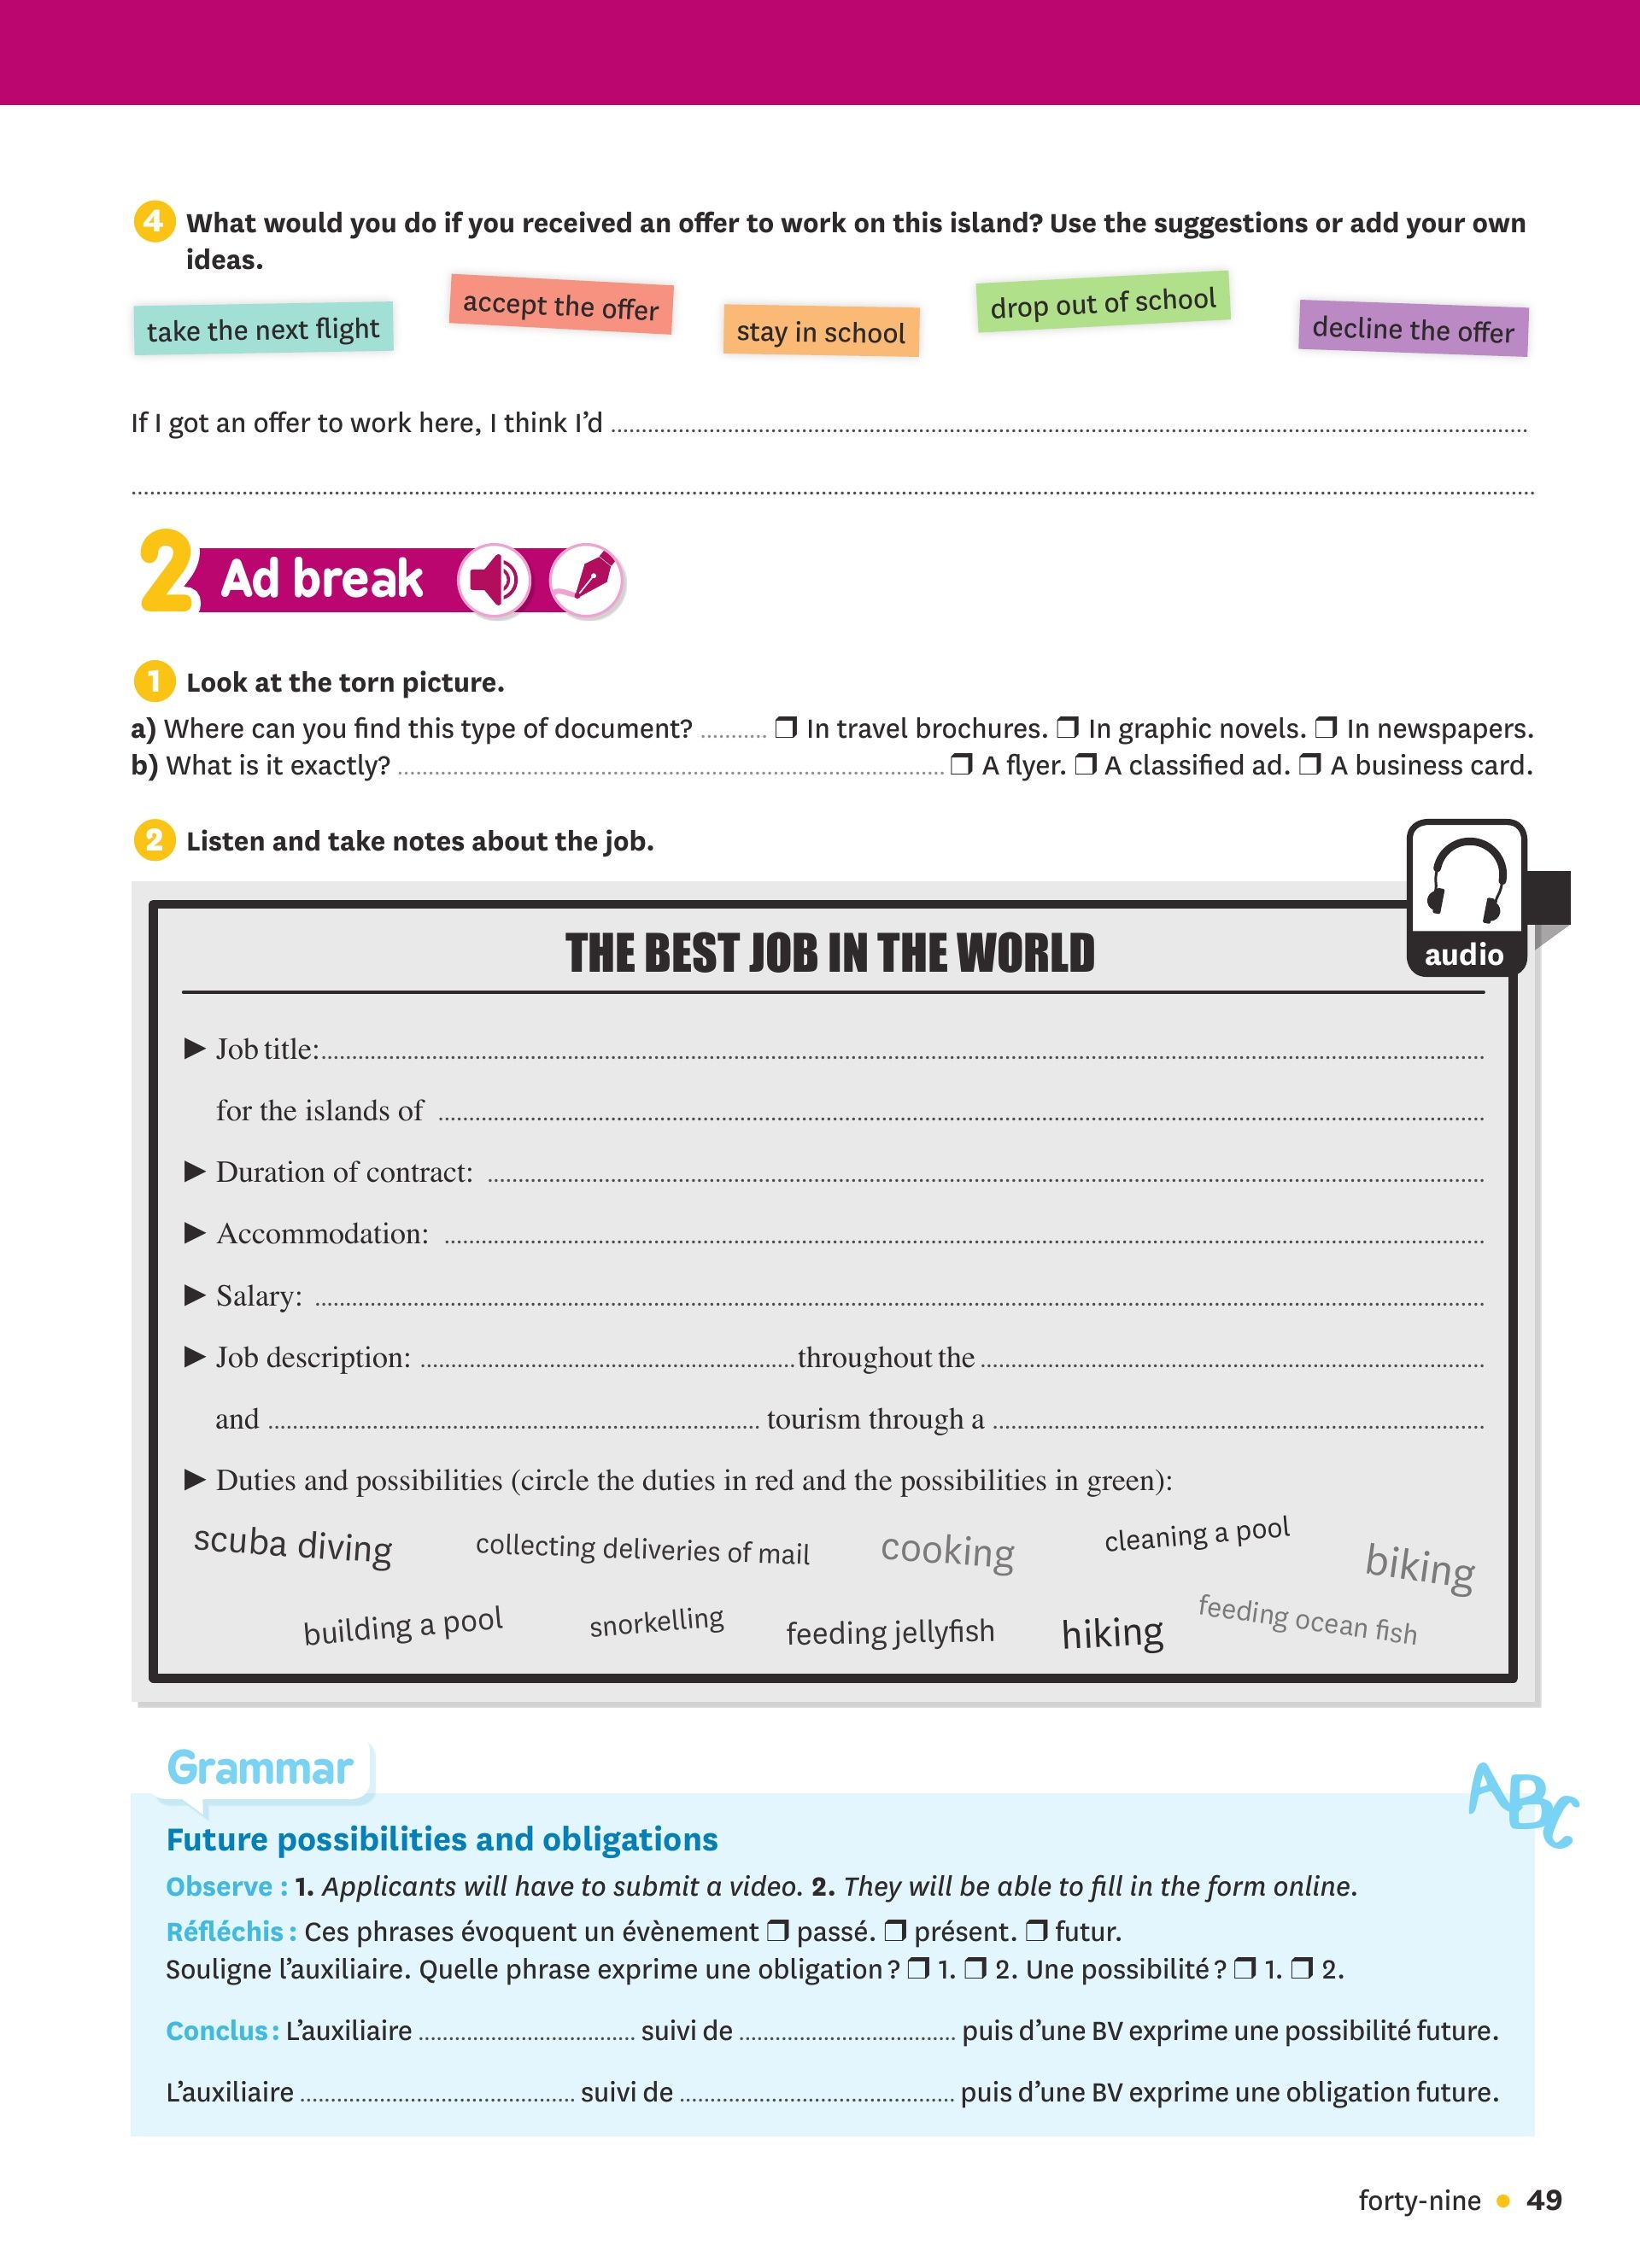 4 What would you do if you received an offer to work on this island? Use the suggestions or add your own
ideas.
take the next flight
accept the offer
stay in school
drop out of school
decline the offer
If I got an offer to work here, I think I’d ..........
..........
2 Ad break
1 Look at the torn picture.
a) Where can you find this type of document? .......... ❒ In travel brochures. ❒ In graphic novels. ❒ In newspapers.
b) What is it exactly? .......... ❒ A flyer. ❒ A classified ad. ❒ A business card.
2 Listen and take notes about the job.
audio
THE BEST JOB IN THE WORLD
► Job title: ..........
for the islands of ..........
► Duration of contract: ..........
► Accommodation: ..........
► Salary: ..........
► Job description: .......... throughout the ..........
and .......... tourism through a ..........
► Duties and possibilities (circle the duties in red and the possibilities in green):
scuba diving
collecting deliveries of mail
cooking
cleaning a pool
biking
building a pool
snorkelling
feeding jellyfish
hiking
feeding ocean fish
Grammar
ABC
Future possibilities and obligations
Observe : 1. Applicants will have to submit a video. 2. They will be able to fill in the form online.
Réfléchis : Ces phrases évoquent un évènement ❒ passé. ❒ présent. ❒ futur.
Souligne l’auxiliaire. Quelle phrase exprime une obligation ? ❒ 1. ❒ 2. Une possibilité ? ❒ 1. ❒ 2.
Conclus : L’auxiliaire .......... suivi de .......... puis d’une BV exprime une possibilité future.
L’auxiliaire .......... suivi de .......... puis d’une BV exprime une obligation future.
forty-nine • 49